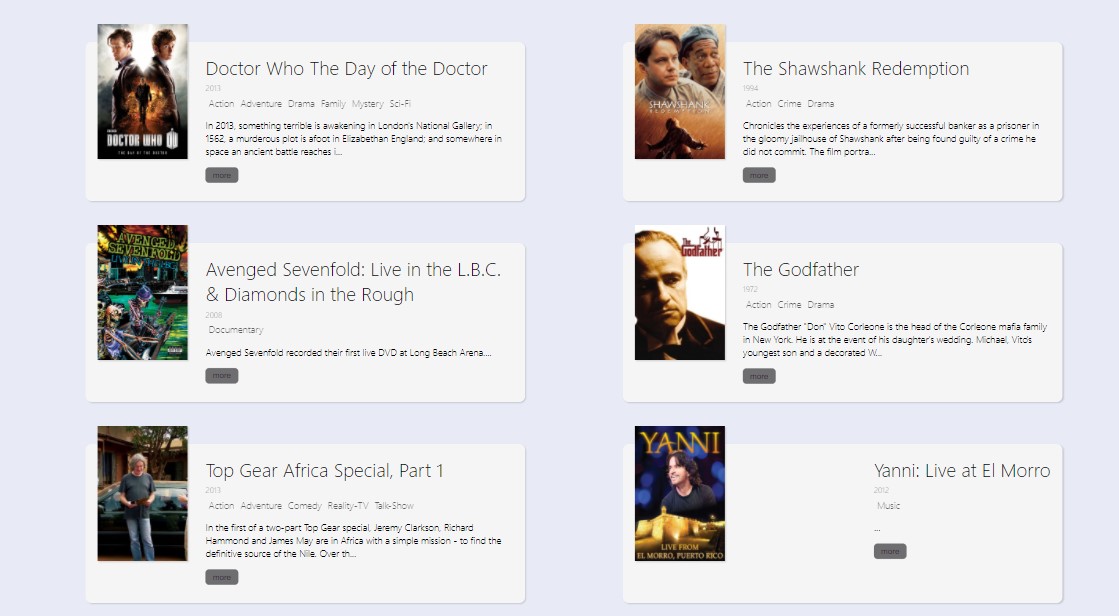 Doctor Who The Day of the Doctor
2013
Action Adventure Drama Family Mystery Sci-Fi
In 2013, something terrible is awakening in London's National Gallery; in
1562, a murderous plot is afoot in Elizabethan England; and somewhere in
space an ancient battle reaches i...
more
DOCTOR WHO
THE DAY OF THE DOCTOR
The Shawshank Redemption
1994
Action Crime Drama
Chronicles the experiences of a formerly successful banker as a prisoner in
the gloomy jailhouse of Shawshank after being found guilty of a crime he
did not commit. The film portra...
more
SHAWSHANK
REDEMPTION
Avenged Sevenfold: Live in the L.B.C.
& Diamonds in the Rough
2008
Documentary
Avenged Sevenfold recorded their first live DVD at Long Beach Arena....
more
AVENGED
SEVENFOLD
The Godfather
1972
Action Crime Drama
The Godfather "Don" Vito Corleone is the head of the Corleone mafia family
in New York. He is at the event of his daughter's wedding. Michael, Vito's
youngest son and a decorated W...
more
The
Godfather
Top Gear Africa Special, Part 1
2013
Action Adventure Comedy Reality-TV Talk-Show
In the first of a two-part Top Gear special, Jeremy Clarkson, Richard
Hammond and James May are in Africa with a simple mission - to find the
definitive source of the Nile. Over th...
more
Yanni: Live at El Morro
2012
Music
...
more
YANNI
LIVE FROM
EL MORRO, PUERTO RICO